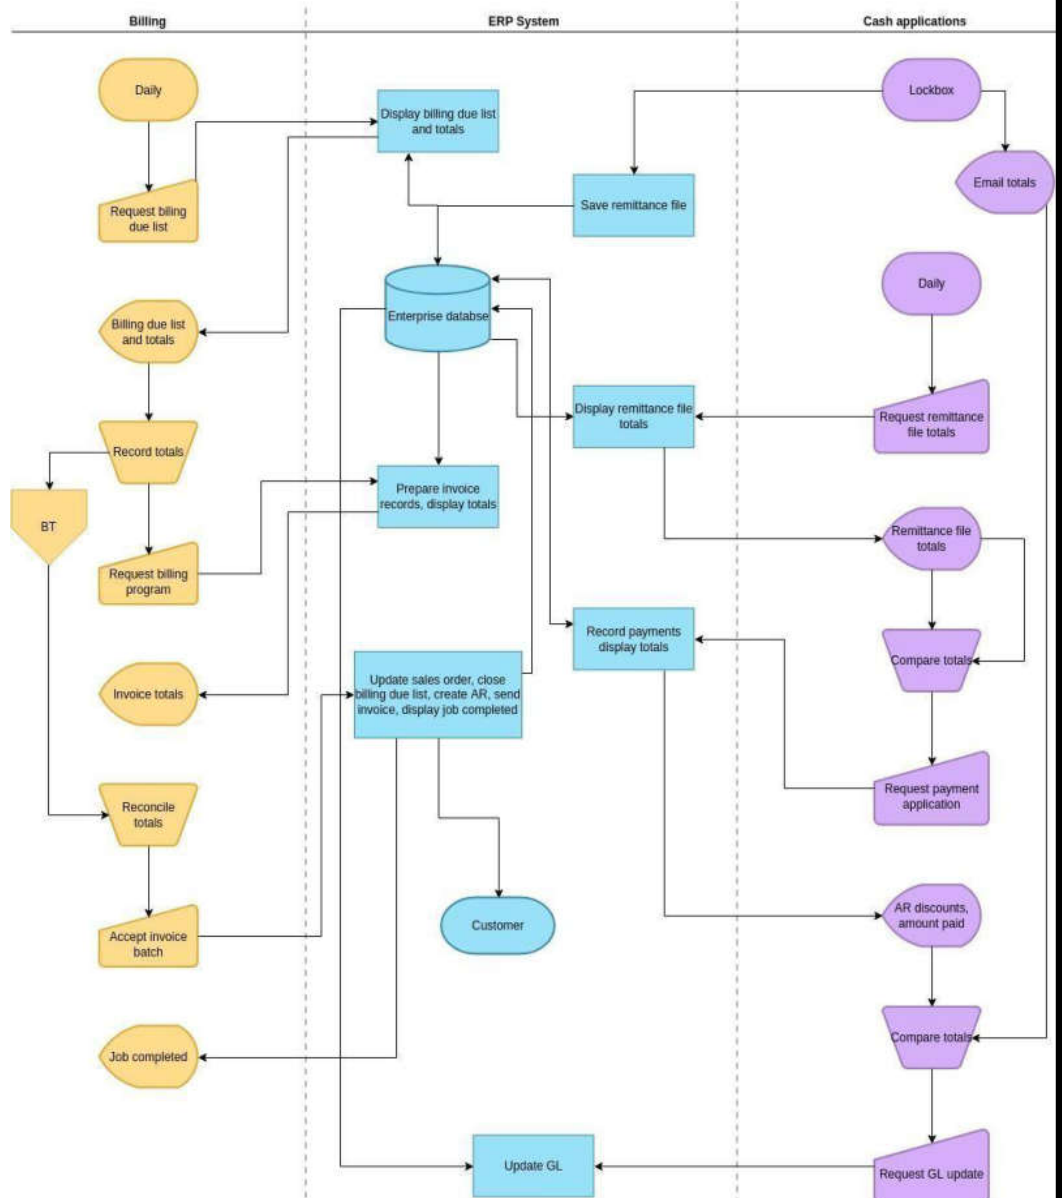 Billing
ERP System
Cash applications
Daily
Display billing due list
and totals
Lockbox
Email totals
Request biling
due list
Save remittance file
Daily
Billing due list
and totals
Enterprise databse
Display remittance file
totals
Request remittance
file totals
Record totals
BT
Prepare invoice
records, display totals
Remittance file
totals
Request billing
program
Record payments
display totals
Compare totals
Invoice totals
Update sales order, close
billing due list, create AR, send
invoice, display job completed
Request payment
application
Reconcile
totals
AR discounts,
amount paid
Customer
Accept invoice
batch
Compare totals
Job completed
Update GL
Request GL update